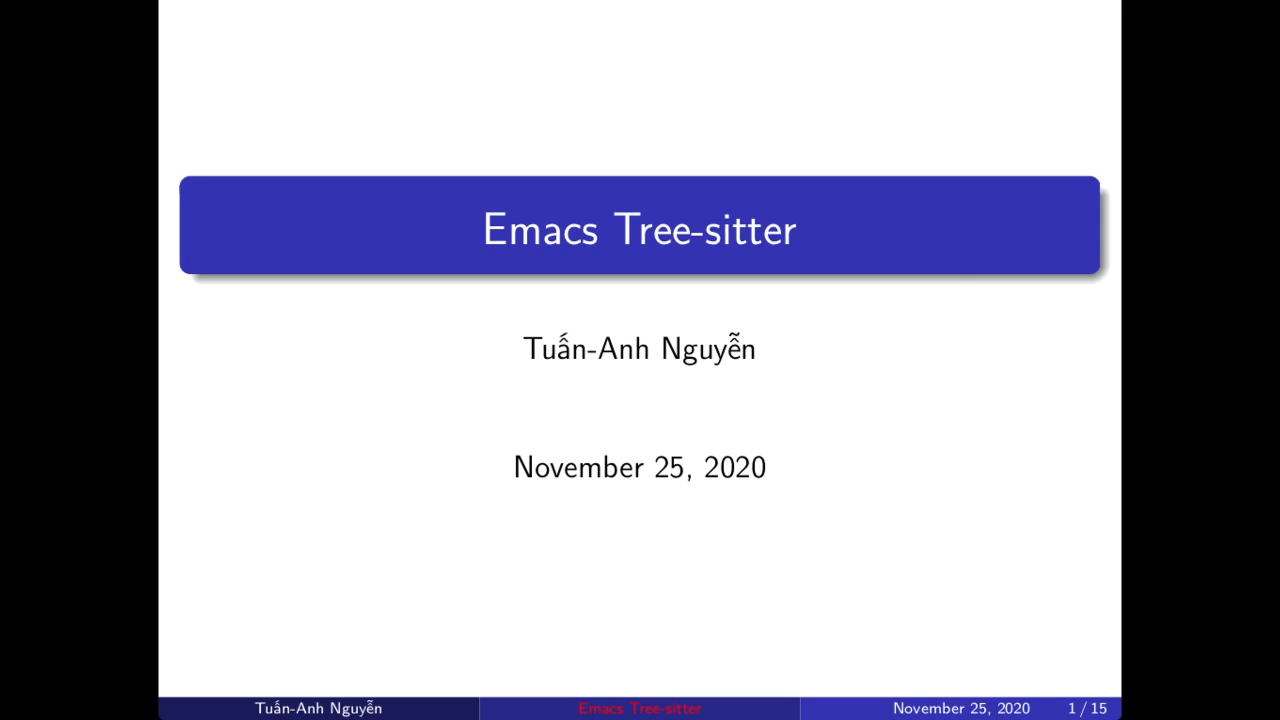 Emacs Tree-sitter
Tuấn-Anh Nguyễn
November 25, 2020
Tuấn-Anh Nguyễn Emacs Tree-sitter November 25, 2020 1 / 15